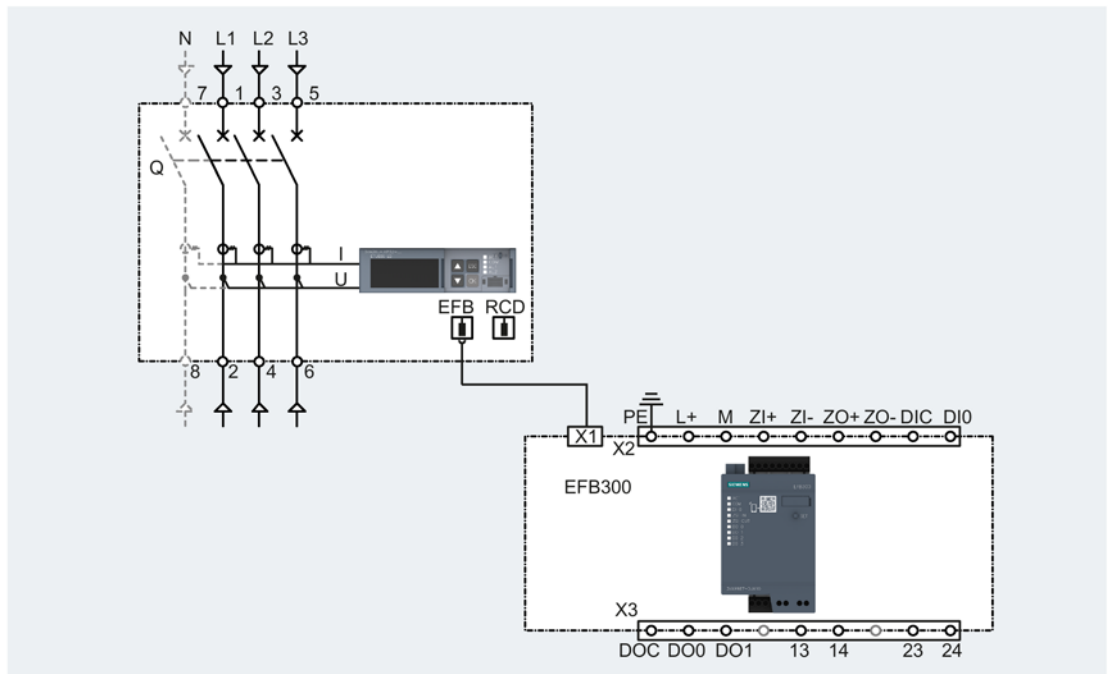 N L1 L2 L3
7 1 3 5
Q
I
U
EFB RCD
8 2 4 6
PE L+ M ZI+ ZI- ZO+ ZO- DIC DI0
X1
X2
EFB300
SIEMENS
X3
DOC DO0 DO1 13 14 23 24